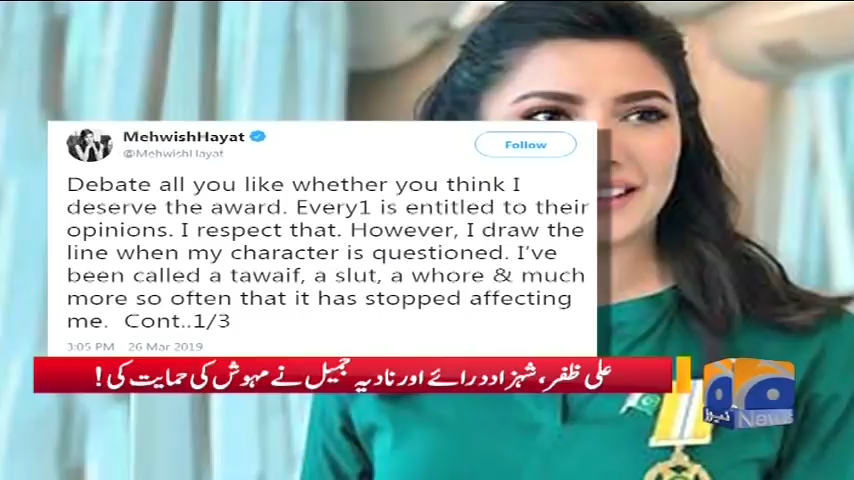 MehwishHayat
@MehwishHayat
Follow
Debate all you like whether you think I
deserve the award. Every1 is entitled to their
opinions. I respect that. However, I draw the
line when my character is questioned. I've
been called a tawaif, a slut, a whore & much
more so often that it has stopped affecting
me. Cont..1/3
3:05 PM 26 Mar 2019
علی ظفر، شہزاد رائے اور نادیہ جمیل نے مہوش کی حمایت کی!
نیوز News